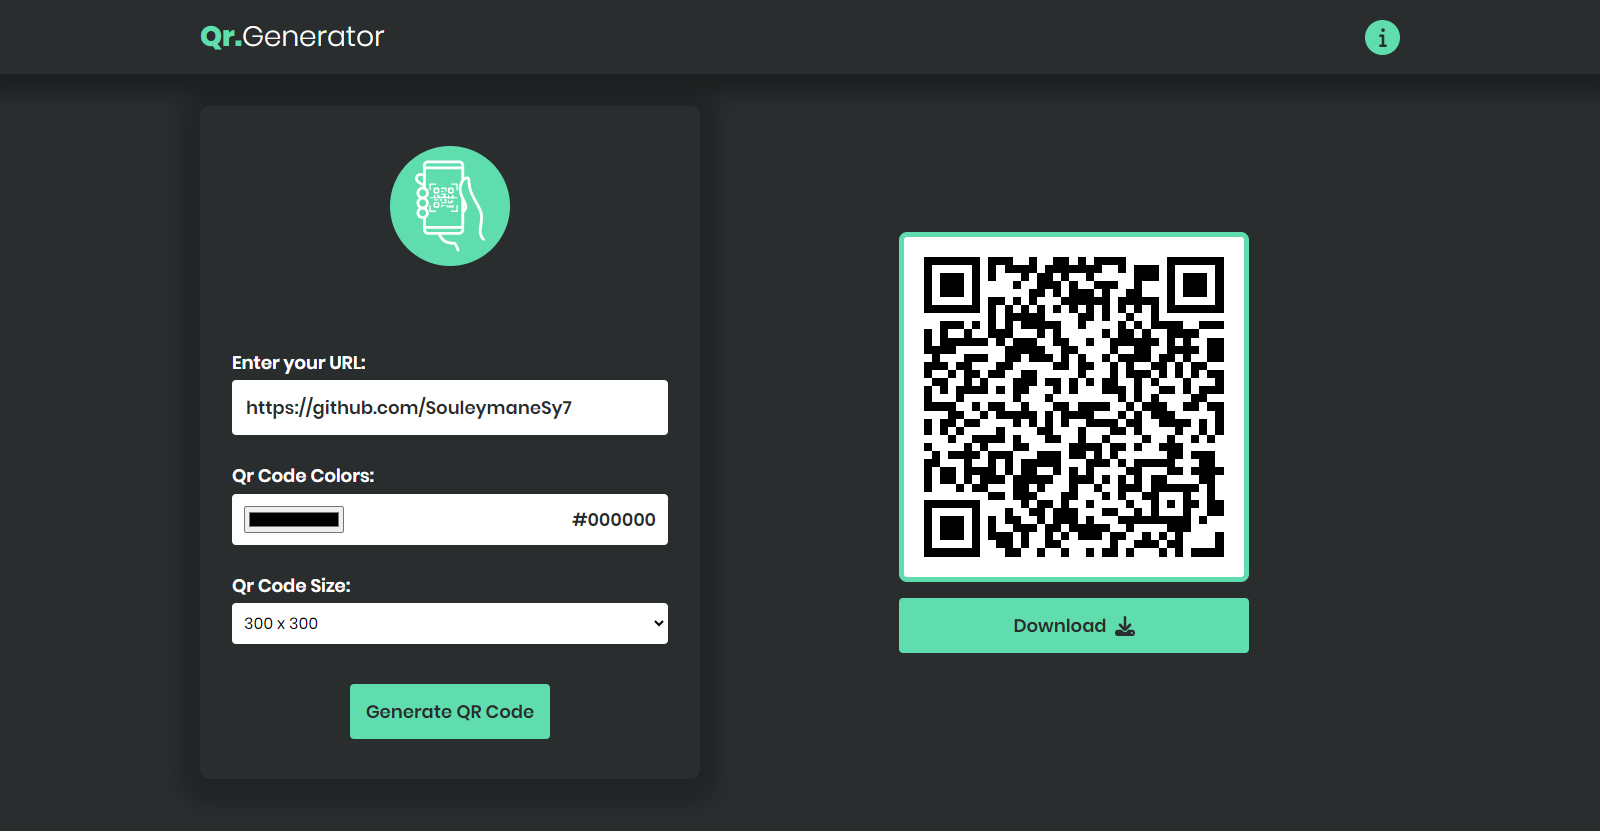 Qr.Generator
Enter your URL:
https://github.com/SouleymaneSy7
Qr Code Colors:
#000000
Qr Code Size:
300 x 300
Generate QR Code
Download